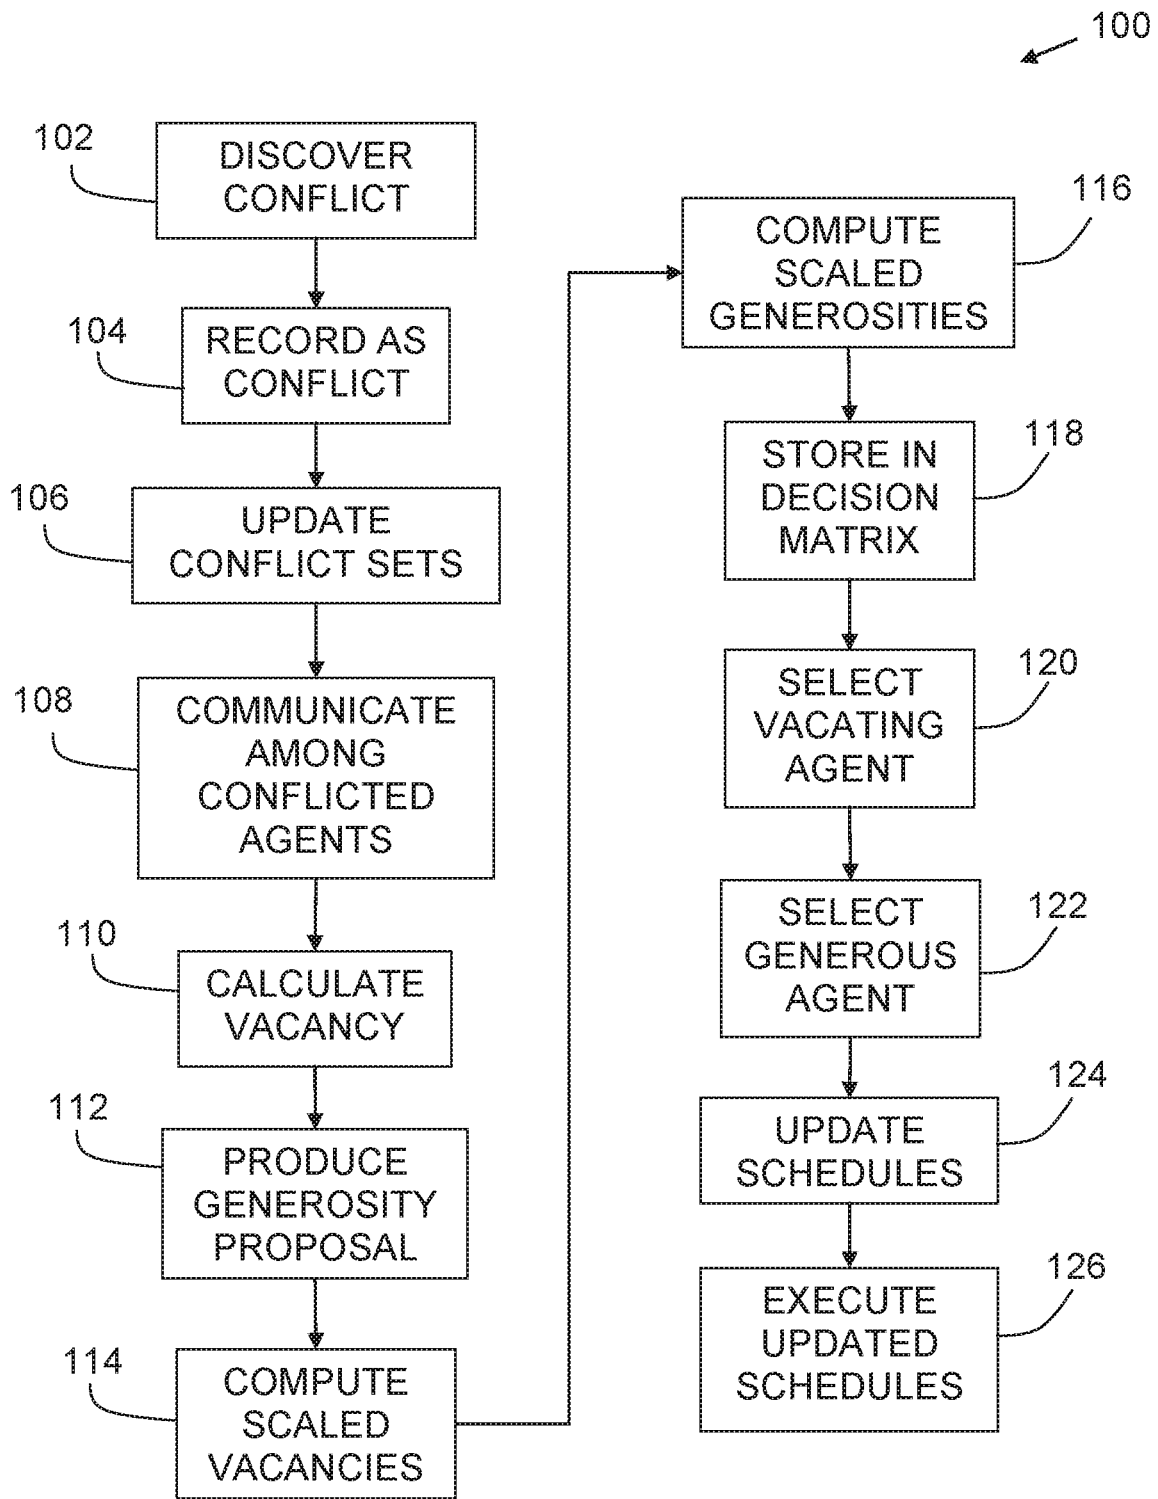 100
102
DISCOVER
CONFLICT
104
RECORD AS
CONFLICT
106
UPDATE
CONFLICT SETS
108
COMMUNICATE
AMONG
CONFLICTED
AGENTS
110
CALCULATE
VACANCY
112
PRODUCE
GENEROSITY
PROPOSAL
114
COMPUTE
SCALED
VACANCIES
116
COMPUTE
SCALED
GENEROSITIES
118
STORE IN
DECISION
MATRIX
120
SELECT
VACATING
AGENT
122
SELECT
GENEROUS
AGENT
124
UPDATE
SCHEDULES
126
EXECUTE
UPDATED
SCHEDULES